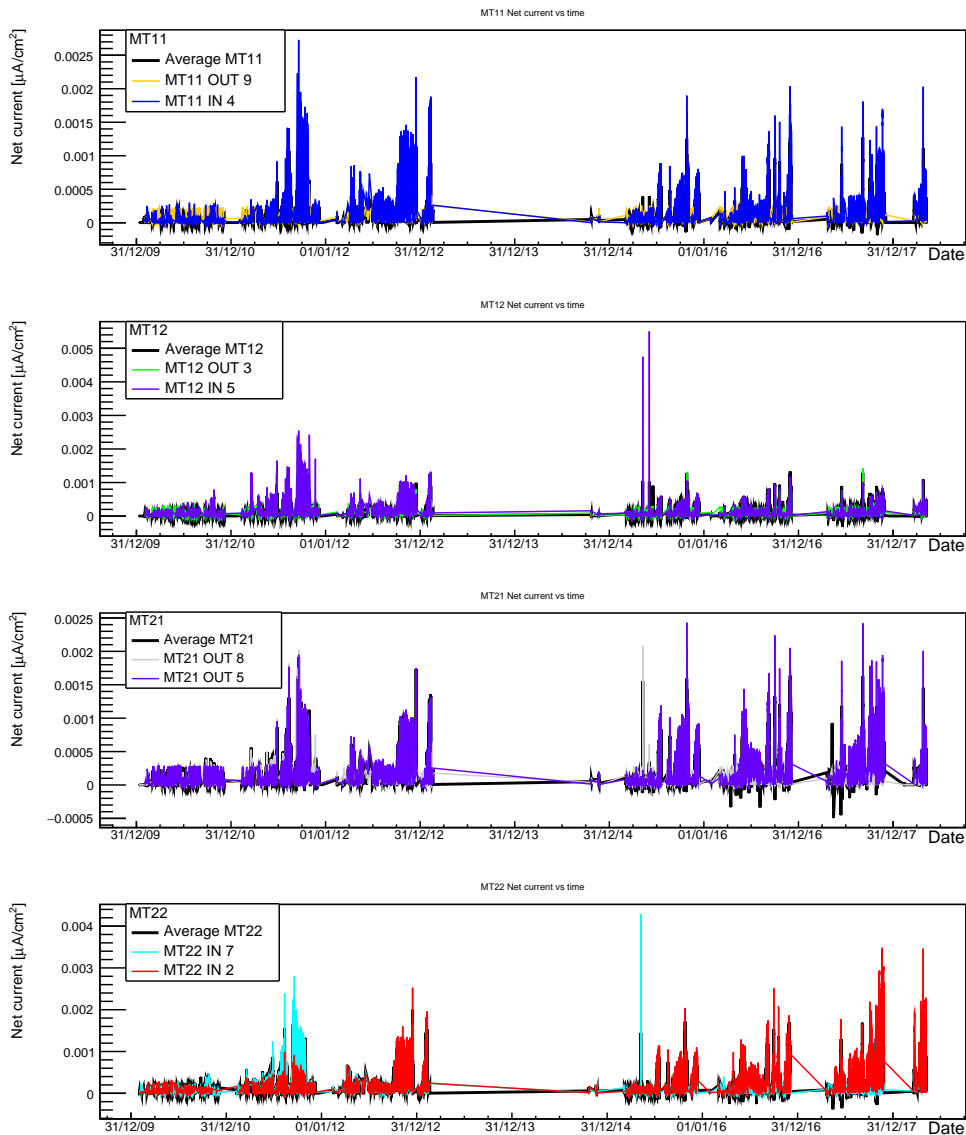 MT11 Net current vs time
Net current [μA/cm²]
MT11
Average MT11
MT11 OUT 9
MT11 IN 4
0.0025
0.002
0.0015
0.001
0.0005
0
31/12/09 31/12/10 01/01/12 31/12/12 31/12/13 31/12/14 01/01/16 31/12/16 31/12/17 Date
MT12 Net current vs time
Net current [μA/cm²]
MT12
Average MT12
MT12 OUT 3
MT12 IN 5
0.005
0.004
0.003
0.002
0.001
0
31/12/09 31/12/10 01/01/12 31/12/12 31/12/13 31/12/14 01/01/16 31/12/16 31/12/17 Date
MT21 Net current vs time
Net current [μA/cm²]
MT21
Average MT21
MT21 OUT 8
MT21 OUT 5
0.0025
0.002
0.0015
0.001
0.0005
0
−0.0005
31/12/09 31/12/10 01/01/12 31/12/12 31/12/13 31/12/14 01/01/16 31/12/16 31/12/17 Date
MT22 Net current vs time
Net current [μA/cm²]
MT22
Average MT22
MT22 IN 7
MT22 IN 2
0.004
0.003
0.002
0.001
0
31/12/09 31/12/10 01/01/12 31/12/12 31/12/13 31/12/14 01/01/16 31/12/16 31/12/17 Date